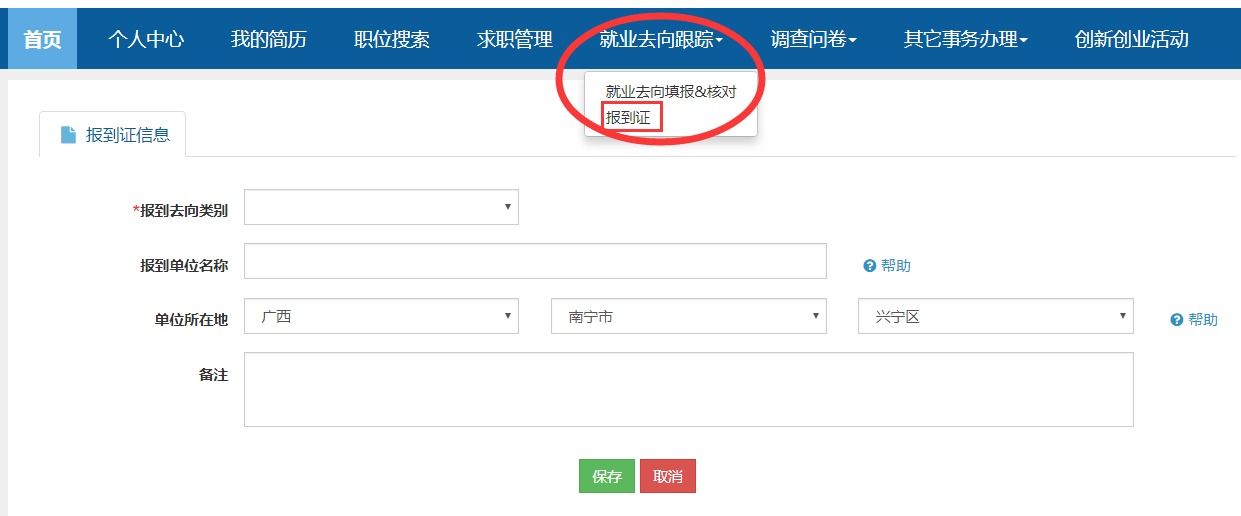 首页 个人中心 我的简历 职位搜索 求职管理 就业去向跟踪 调查问卷 其它事务办理 创新创业活动
就业去向填报&核对
报到证
报到证信息
*报到去向类别
报到单位名称 帮助
单位所在地 广西 南宁市 兴宁区 帮助
备注
保存 取消